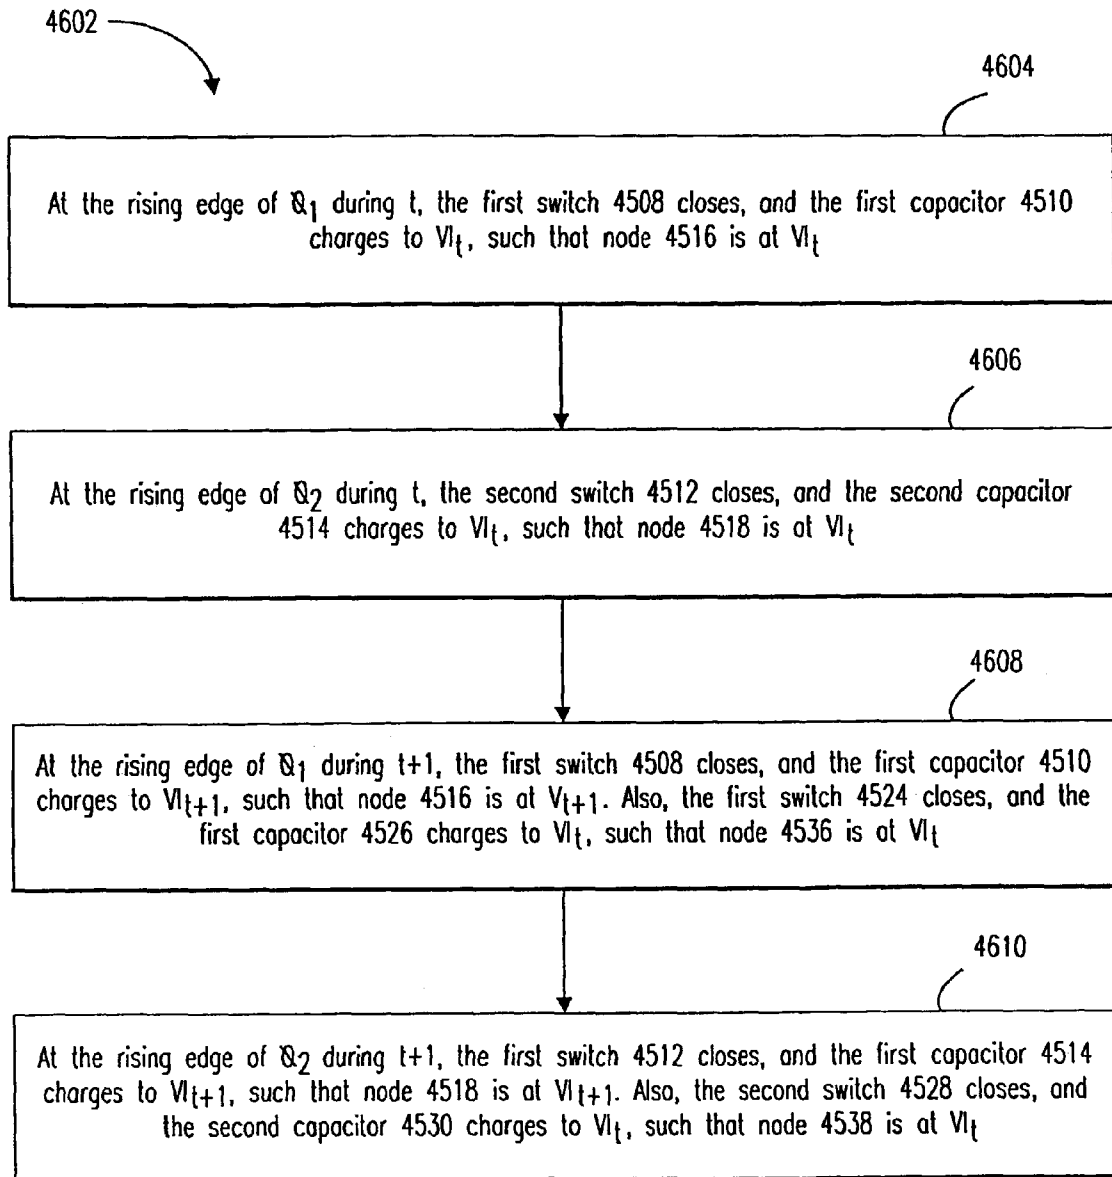 4602
4604
At the rising edge of Ꝺ₁ during t, the first switch 4508 closes, and the first capacitor 4510
charges to VIₜ, such that node 4516 is at VIₜ
4606
At the rising edge of Ꝺ₂ during t, the second switch 4512 closes, and the second capacitor
4514 charges to VIₜ, such that node 4518 is at VIₜ
4608
At the rising edge of Ꝺ₁ during t+1, the first switch 4508 closes, and the first capacitor 4510
charges to VIₜ₊₁, such that node 4516 is at Vₜ₊₁. Also, the first switch 4524 closes, and the
first capacitor 4526 charges to VIₜ, such that node 4536 is at VIₜ
4610
At the rising edge of Ꝺ₂ during t+1, the first switch 4512 closes, and the first capacitor 4514
charges to VIₜ₊₁, such that node 4518 is at VIₜ₊₁. Also, the second switch 4528 closes, and
the second capacitor 4530 charges to VIₜ, such that node 4538 is at VIₜ